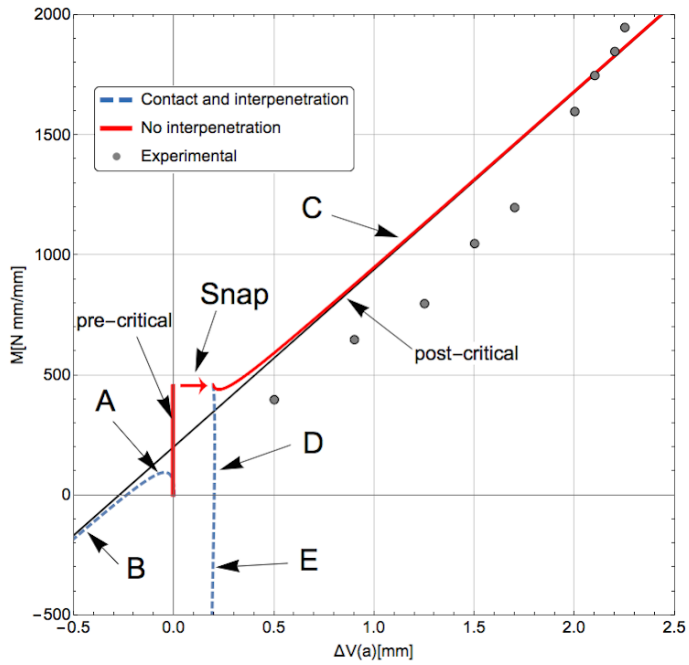 2000
1500
1000
500
0
-500
M[N mm/mm]
Contact and interpenetration
No interpenetration
Experimental
C
Snap
pre-critical
post-critical
A
D
B
E
-0.5 0.0 0.5 1.0 1.5 2.0 2.5
ΔV(a)[mm]